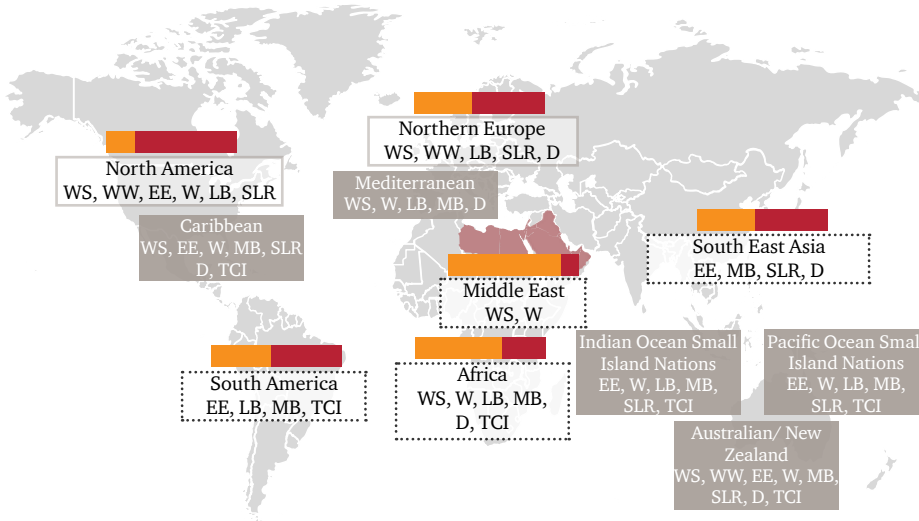 Northern Europe
WS, WW, LB, SLR, D
North America
WS, WW, EE, W, LB, SLR
Mediterranean
WS, W, LB, MB, D
Caribbean
WS, EE, W, MB, SLR
D, TCI
South East Asia
EE, MB, SLR, D
Middle East
WS, W
South America
EE, LB, MB, TCI
Africa
WS, W, LB, MB,
D, TCI
Indian Ocean Small
Island Nations
EE, W, LB, MB,
SLR, TCI
Pacific Ocean Small
Island Nations
EE, W, LB, MB,
SLR, TCI
Australian/ New
Zealand
WS, WW, EE, W, MB,
SLR, D, TCI